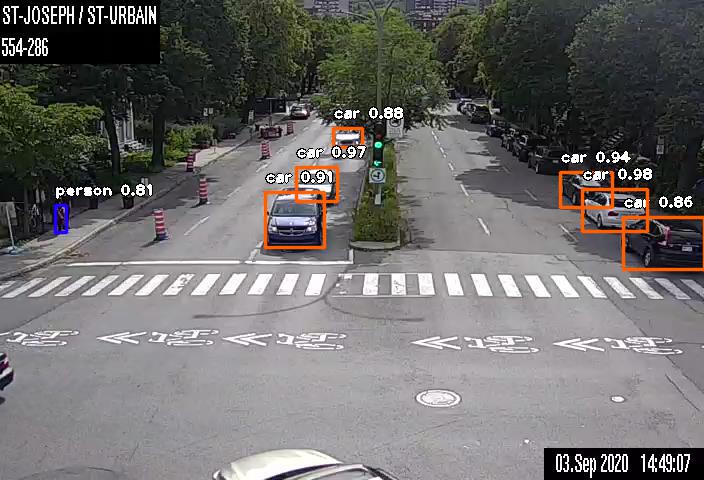 ST-JOSEPH / ST-URBAIN
554-286
car 0.88
car 0.97
car 0.94
car 0.98
car 0.91
person 0.81
car 0.86
03.Sep 2020 14:49:07